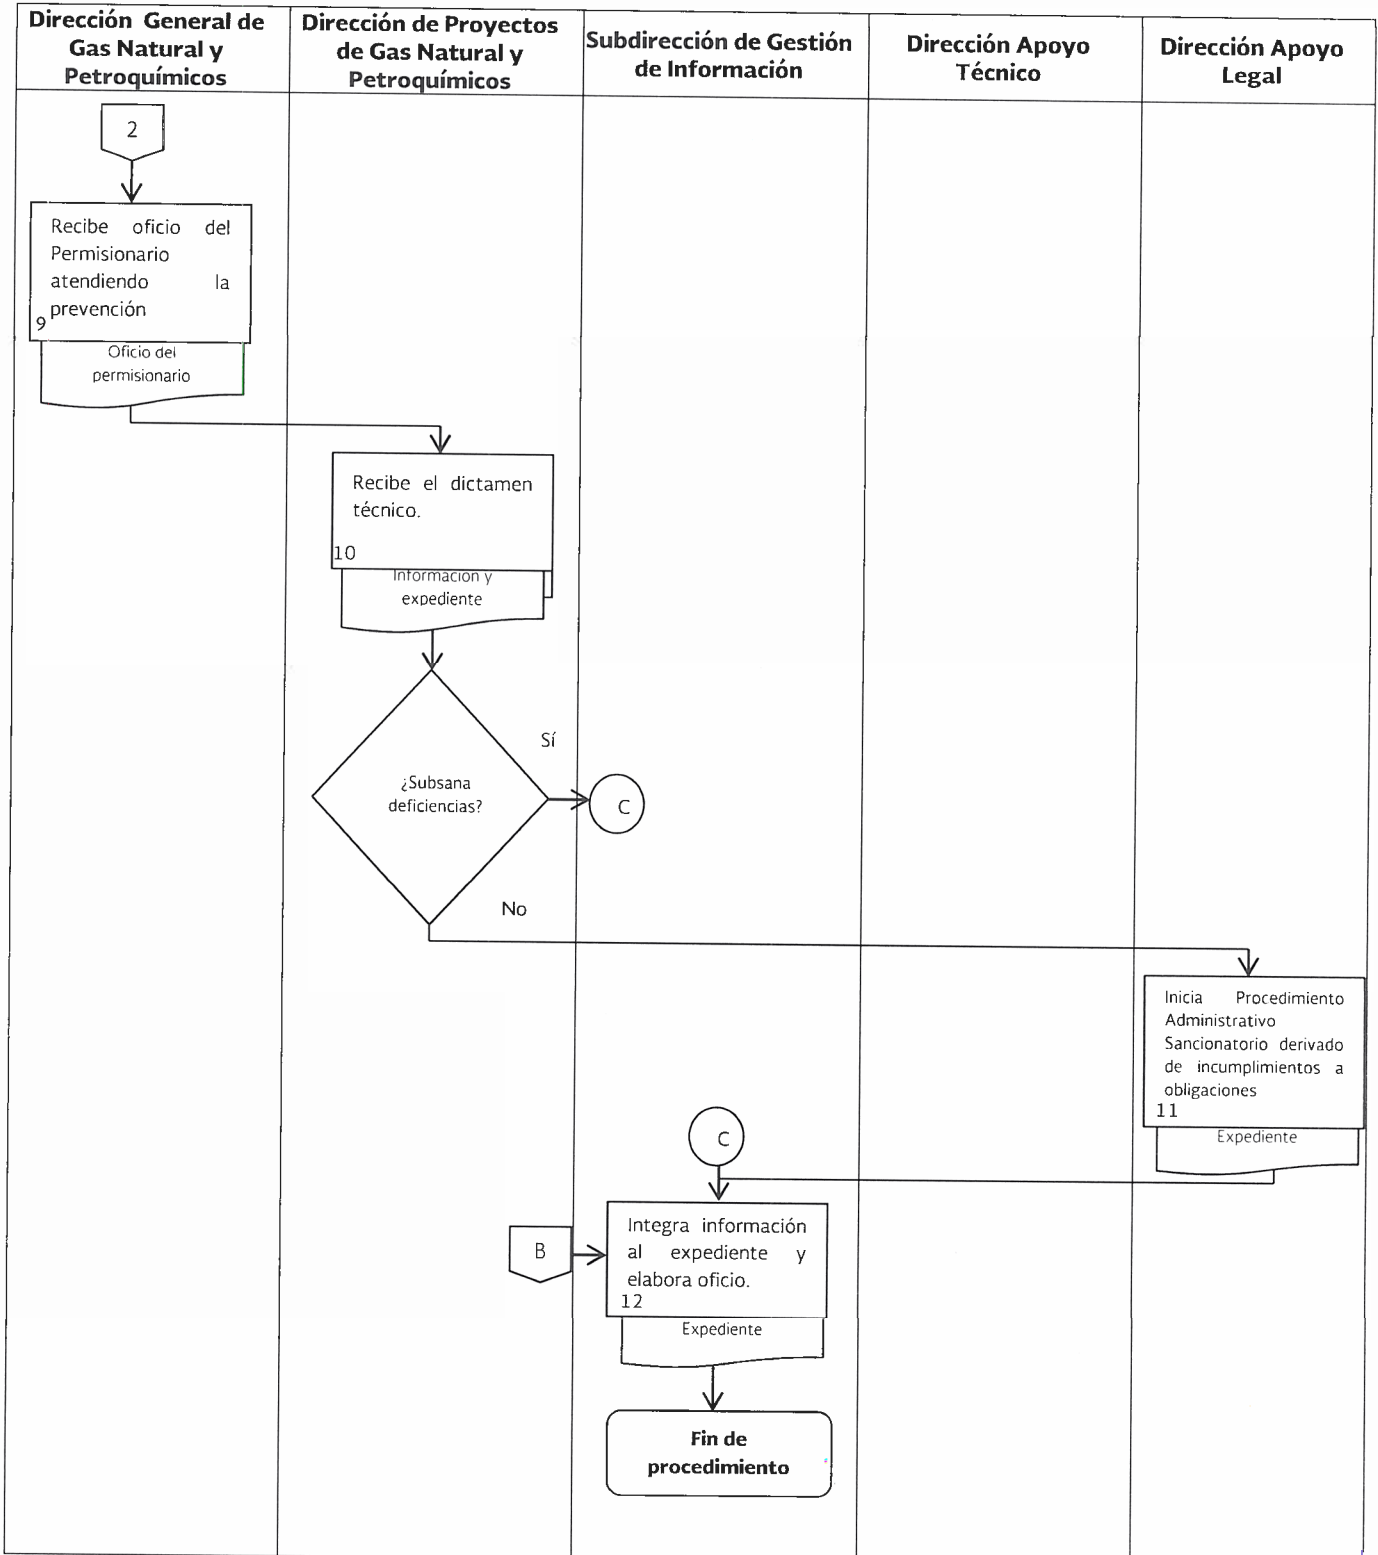 Dirección General de
Gas Natural y
Petroquímicos
Dirección de Proyectos
de Gas Natural y
Petroquímicos
Subdirección de Gestión
de Información
Dirección Apoyo
Técnico
Dirección Apoyo
Legal
2
Recibe oficio del
Permisionario
atendiendo la
prevención
9
Oficio del
permisionario
Recibe el dictamen
técnico.
10
Información y
expediente
¿Subsana
deficiencias?
Sí
C
No
Inicia Procedimiento
Administrativo
Sancionatorio derivado
de incumplimientos a
obligaciones
11
Expediente
C
B
Integra información
al expediente y
elabora oficio.
12
Expediente
Fin de
procedimiento